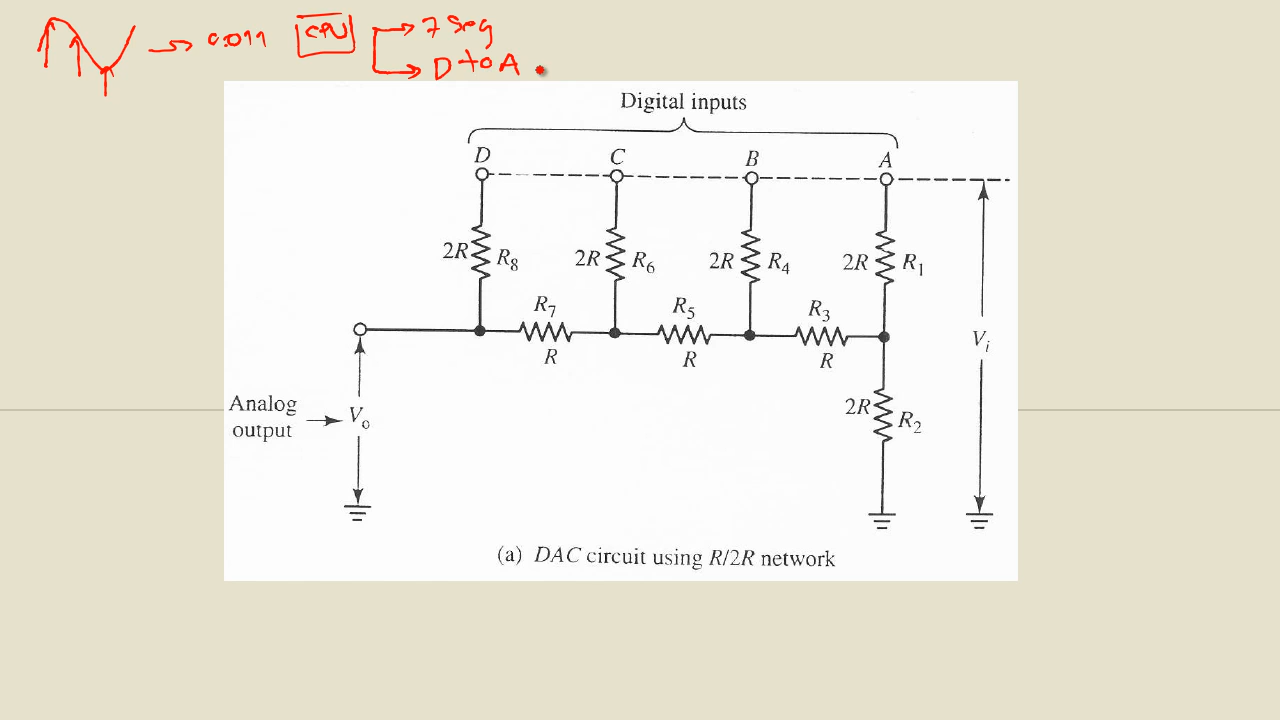 0.011 CPU → 7 Seg
→ D to A
Digital inputs
D C B A
2R R8 2R R6 2R R4 2R R1
R7 R5 R3
R R R
Vi
Analog
output → Vo
2R R2
(a) DAC circuit using R/2R network